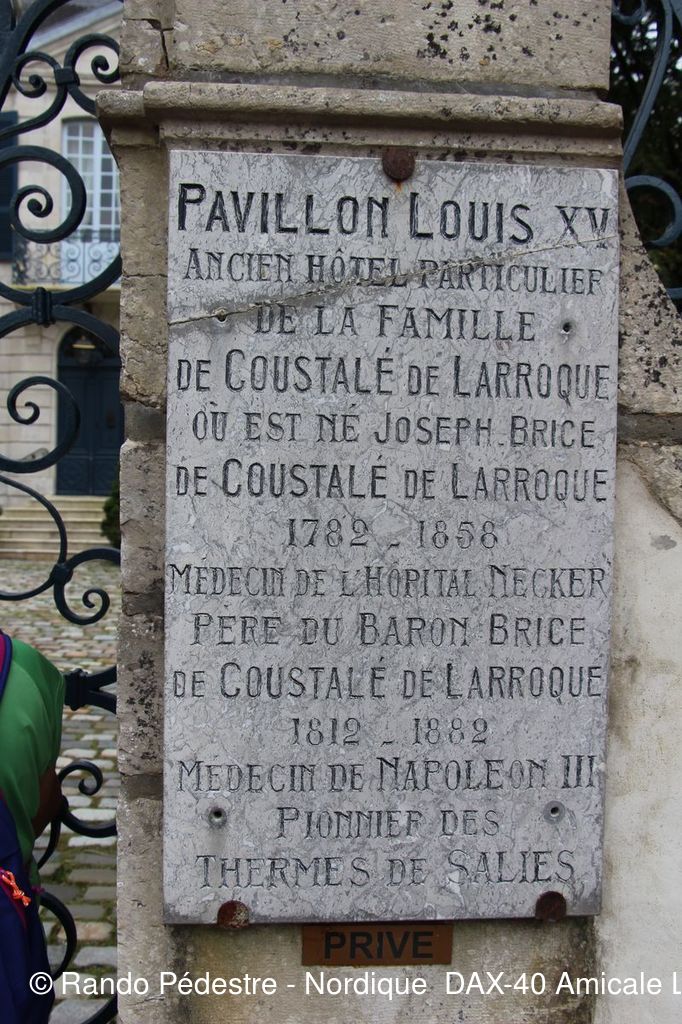 PAVILLON LOUIS XV
ANCIEN HÔTEL PARTICULIER
DE LA FAMILLE
DE COUSTALÉ DE LARROQUE
OÙ EST NÉ JOSEPH-BRICE
DE COUSTALÉ DE LARROQUE
1782 - 1858
MÉDECIN DE L'HÔPITAL NECKER
PÈRE DU BARON BRICE
DE COUSTALÉ DE LARROQUE
1812 - 1882
MÉDECIN DE NAPOLÉON III
PIONNIER DES
THERMES DE SALIES
PRIVE
© Rando Pédestre - Nordique DAX-40 Amicale L